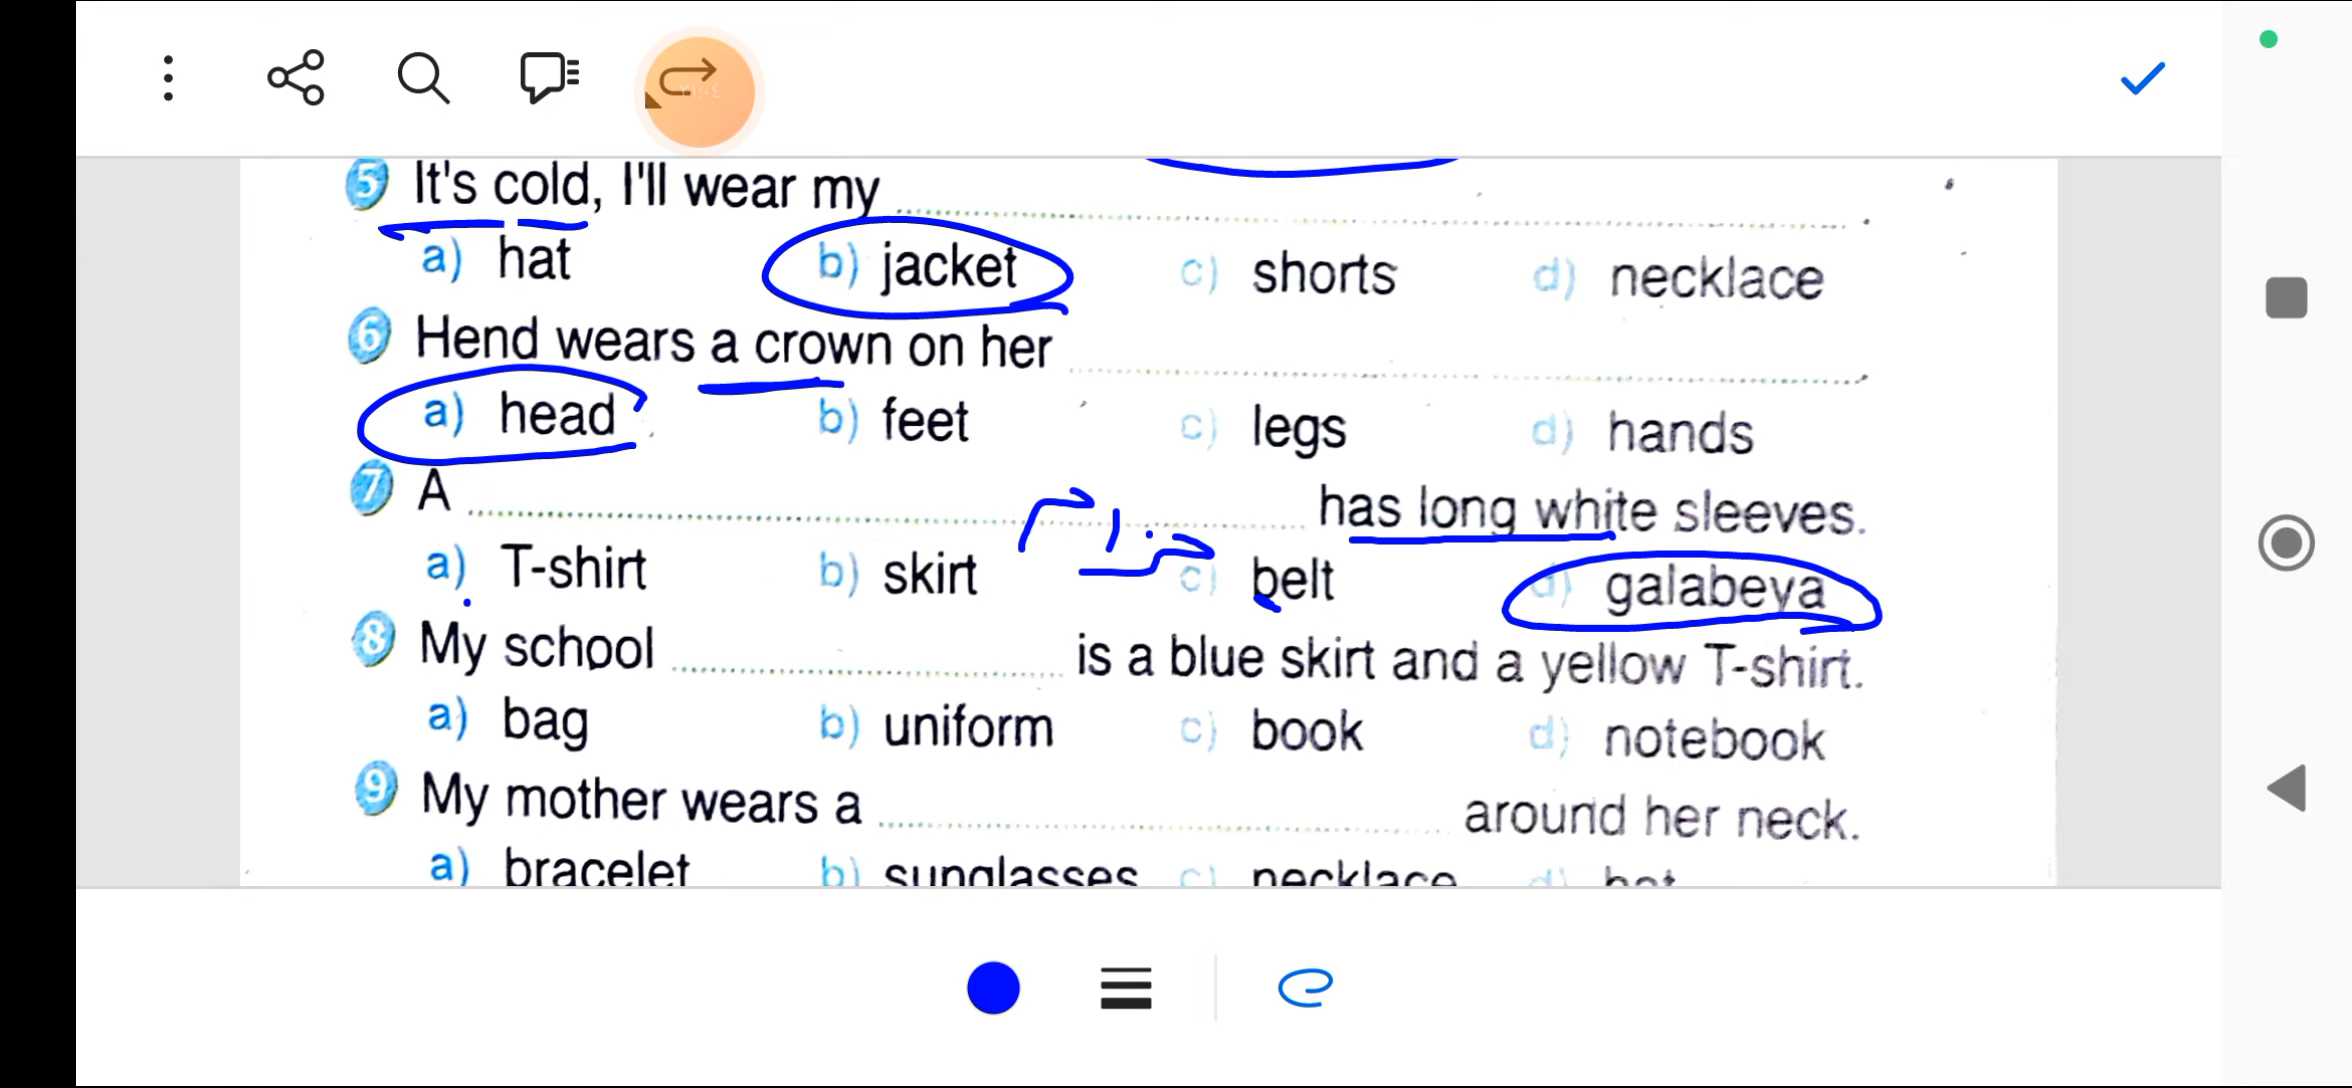 5 It's cold, I'll wear my
a) hat b) jacket c) shorts d) necklace
6 Hend wears a crown on her
a) head b) feet c) legs d) hands
7 A has long white sleeves.
a) T-shirt b) skirt c) belt d) galabeya
8 My school is a blue skirt and a yellow T-shirt.
a) bag b) uniform c) book d) notebook
9 My mother wears a around her neck.
a) bracelet b) sunglasses c) necklace d)